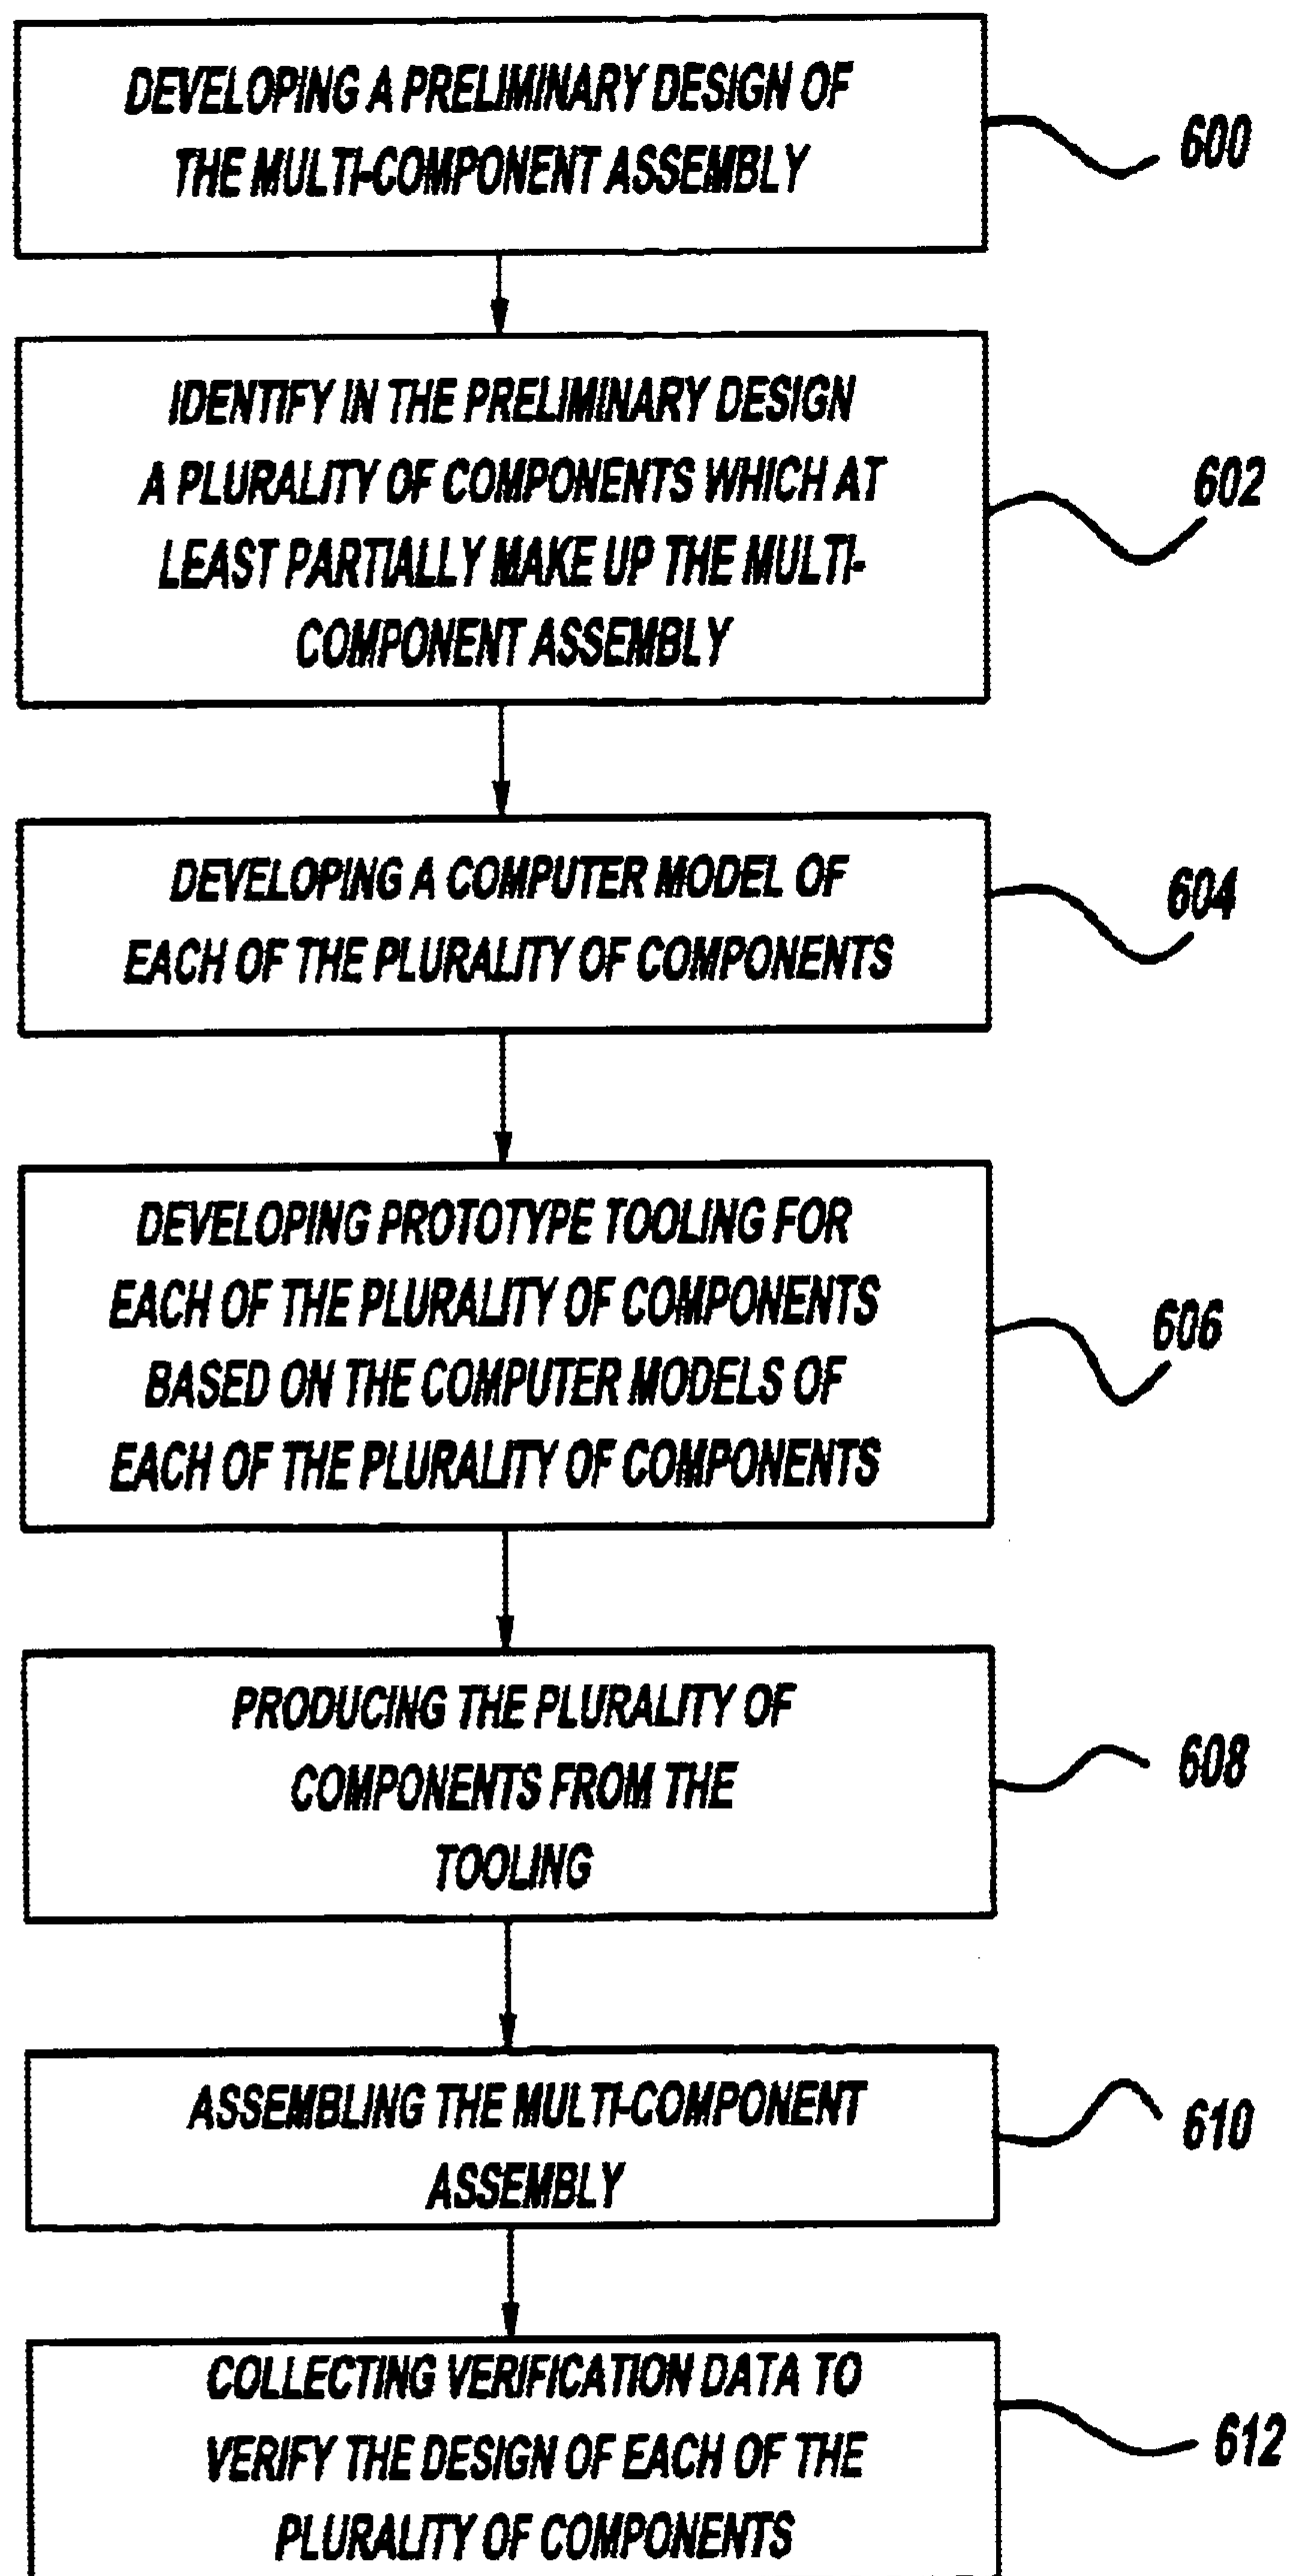 DEVELOPING A PRELIMINARY DESIGN OF
THE MULTI-COMPONENT ASSEMBLY
600
IDENTIFY IN THE PRELIMINARY DESIGN
A PLURALITY OF COMPONENTS WHICH AT
LEAST PARTIALLY MAKE UP THE MULTI-
COMPONENT ASSEMBLY
602
DEVELOPING A COMPUTER MODEL OF
EACH OF THE PLURALITY OF COMPONENTS
604
DEVELOPING PROTOTYPE TOOLING FOR
EACH OF THE PLURALITY OF COMPONENTS
BASED ON THE COMPUTER MODELS OF
EACH OF THE PLURALITY OF COMPONENTS
606
PRODUCING THE PLURALITY OF
COMPONENTS FROM THE
TOOLING
608
ASSEMBLING THE MULTI-COMPONENT
ASSEMBLY
610
COLLECTING VERIFICATION DATA TO
VERIFY THE DESIGN OF EACH OF THE
PLURALITY OF COMPONENTS
612